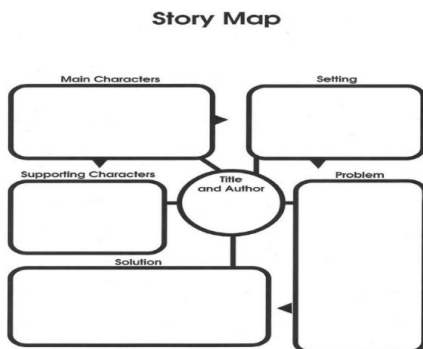 Story Map
Main Characters
Setting
Title
and Author
Supporting Characters
Problem
Solution